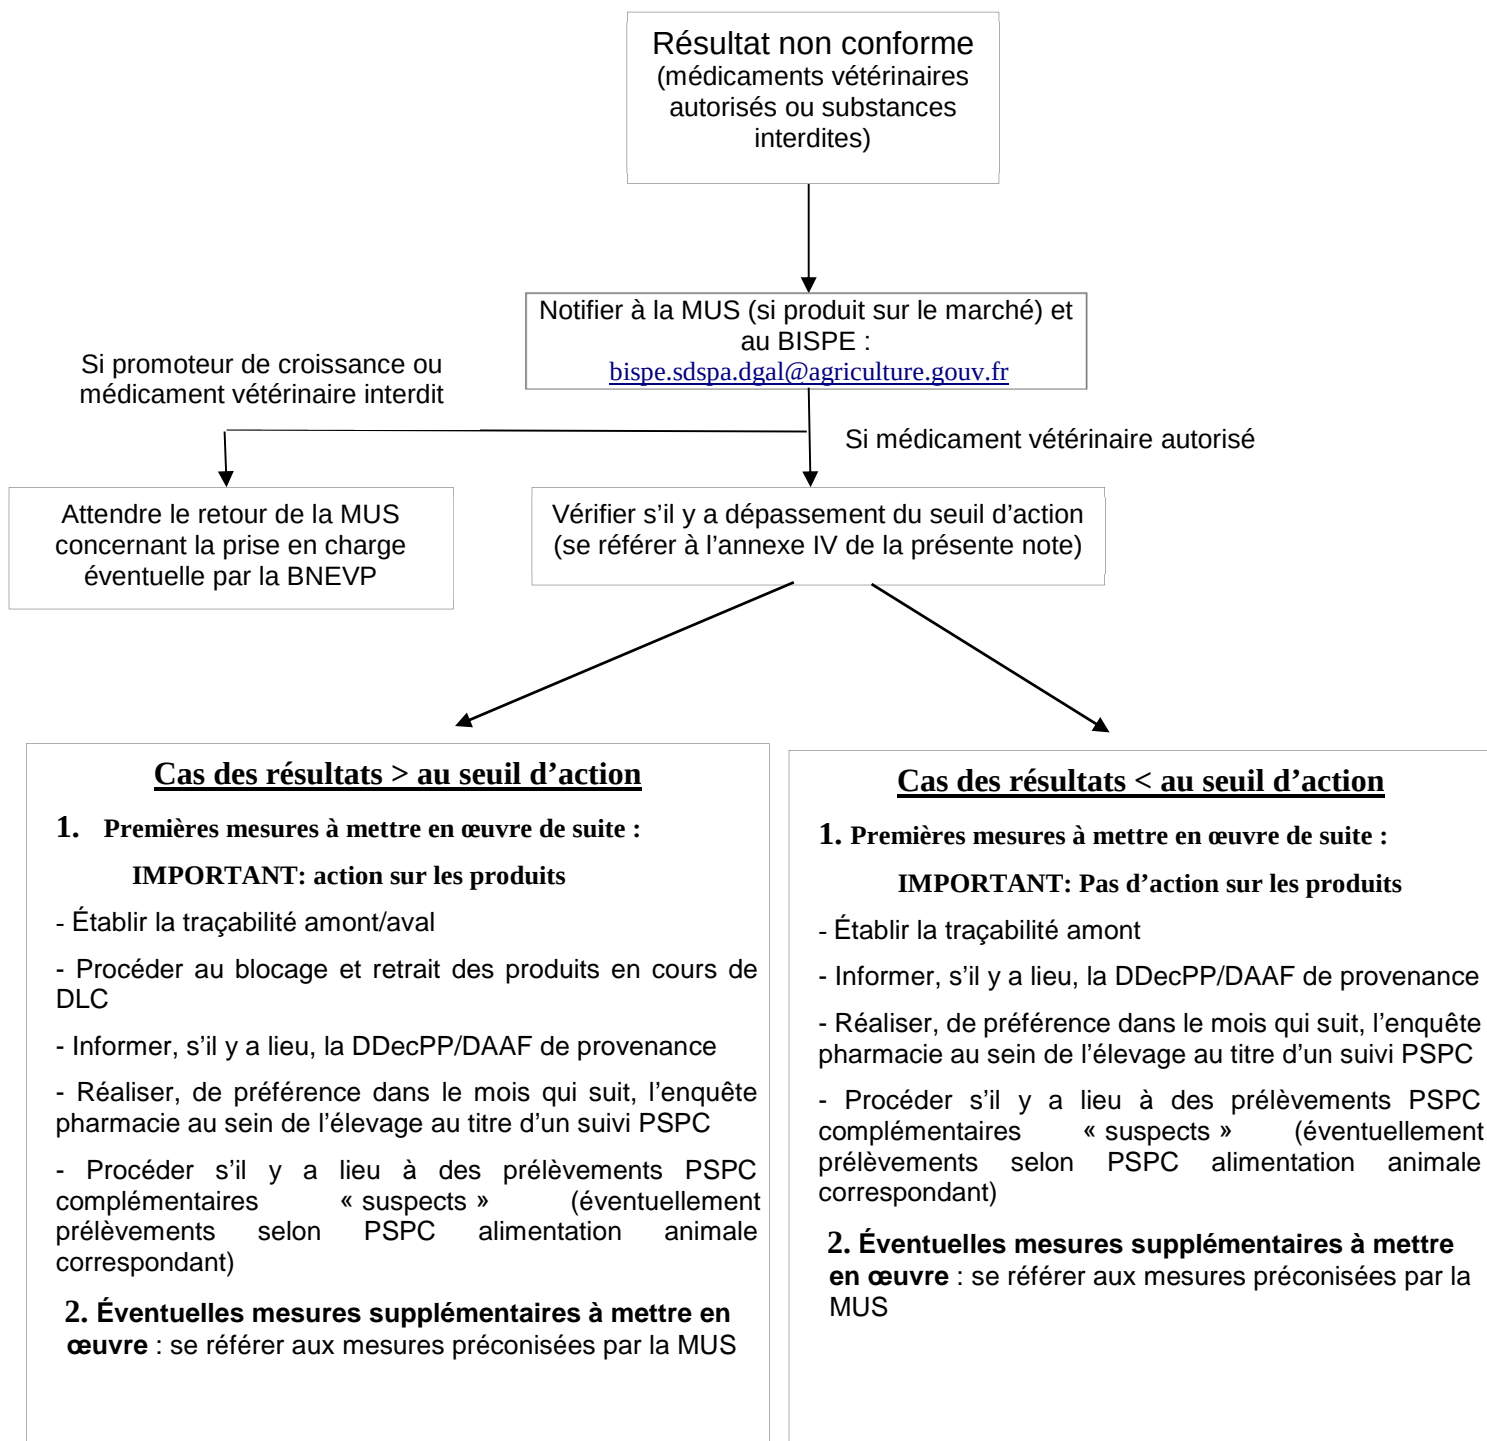 Résultat non conforme
(médicaments vétérinaires
autorisés ou substances
interdites)
Notifier à la MUS (si produit sur le marché) et
au BISPE :
bispe.sdspa.dgal@agriculture.gouv.fr
Si promoteur de croissance ou
médicament vétérinaire interdit
Si médicament vétérinaire autorisé
Attendre le retour de la MUS
concernant la prise en charge
éventuelle par la BNEVP
Vérifier s’il y a dépassement du seuil d’action
(se référer à l’annexe IV de la présente note)
Cas des résultats > au seuil d’action
1. Premières mesures à mettre en œuvre de suite :
IMPORTANT: action sur les produits
- Établir la traçabilité amont/aval
- Procéder au blocage et retrait des produits en cours de
DLC
- Informer, s’il y a lieu, la DDecPP/DAAF de provenance
- Réaliser, de préférence dans le mois qui suit, l’enquête
pharmacie au sein de l’élevage au titre d’un suivi PSPC
- Procéder s’il y a lieu à des prélèvements PSPC
complémentaires « suspects » (éventuellement
prélèvements selon PSPC alimentation animale
correspondant)
2. Éventuelles mesures supplémentaires à mettre en
œuvre : se référer aux mesures préconisées par la MUS
Cas des résultats < au seuil d’action
1. Premières mesures à mettre en œuvre de suite :
IMPORTANT: Pas d’action sur les produits
- Établir la traçabilité amont
- Informer, s’il y a lieu, la DDecPP/DAAF de provenance
- Réaliser, de préférence dans le mois qui suit, l’enquête
pharmacie au sein de l’élevage au titre d’un suivi PSPC
- Procéder s’il y a lieu à des prélèvements PSPC
complémentaires « suspects » (éventuellement
prélèvements selon PSPC alimentation animale
correspondant)
2. Éventuelles mesures supplémentaires à mettre
en œuvre : se référer aux mesures préconisées par la
MUS